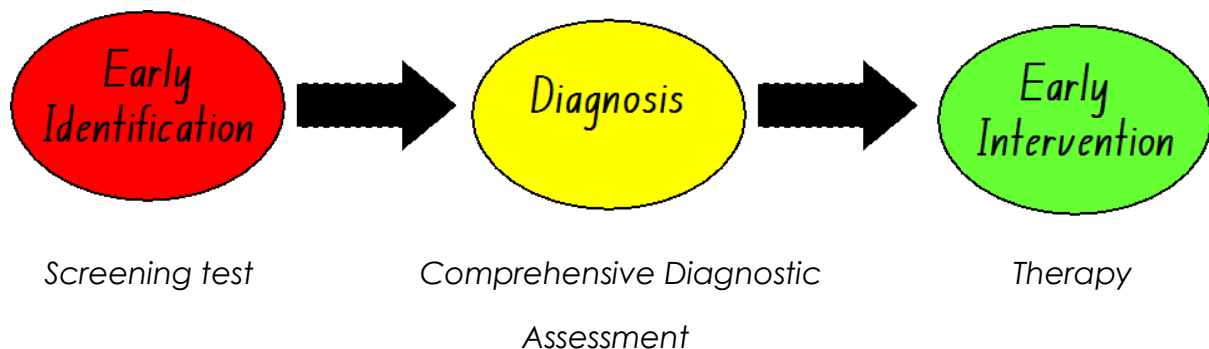 Early
Identification
Diagnosis
Early
Intervention
Screening test
Comprehensive Diagnostic
Assessment
Therapy